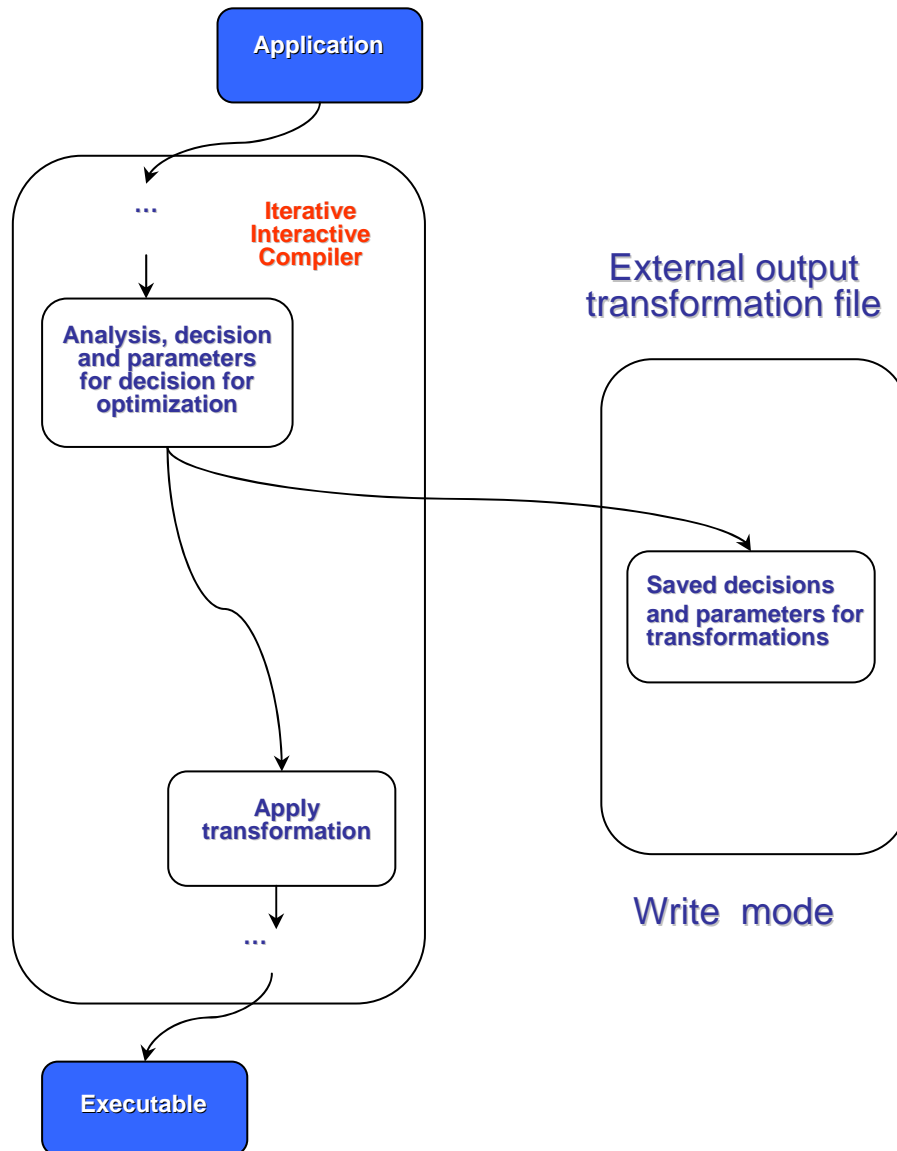 Application
...
Iterative
Interactive
Compiler
External output
transformation file
Analysis, decision
and parameters
for decision for
optimization
Saved decisions
and parameters for
transformations
Apply
transformation
Write mode
...
Executable